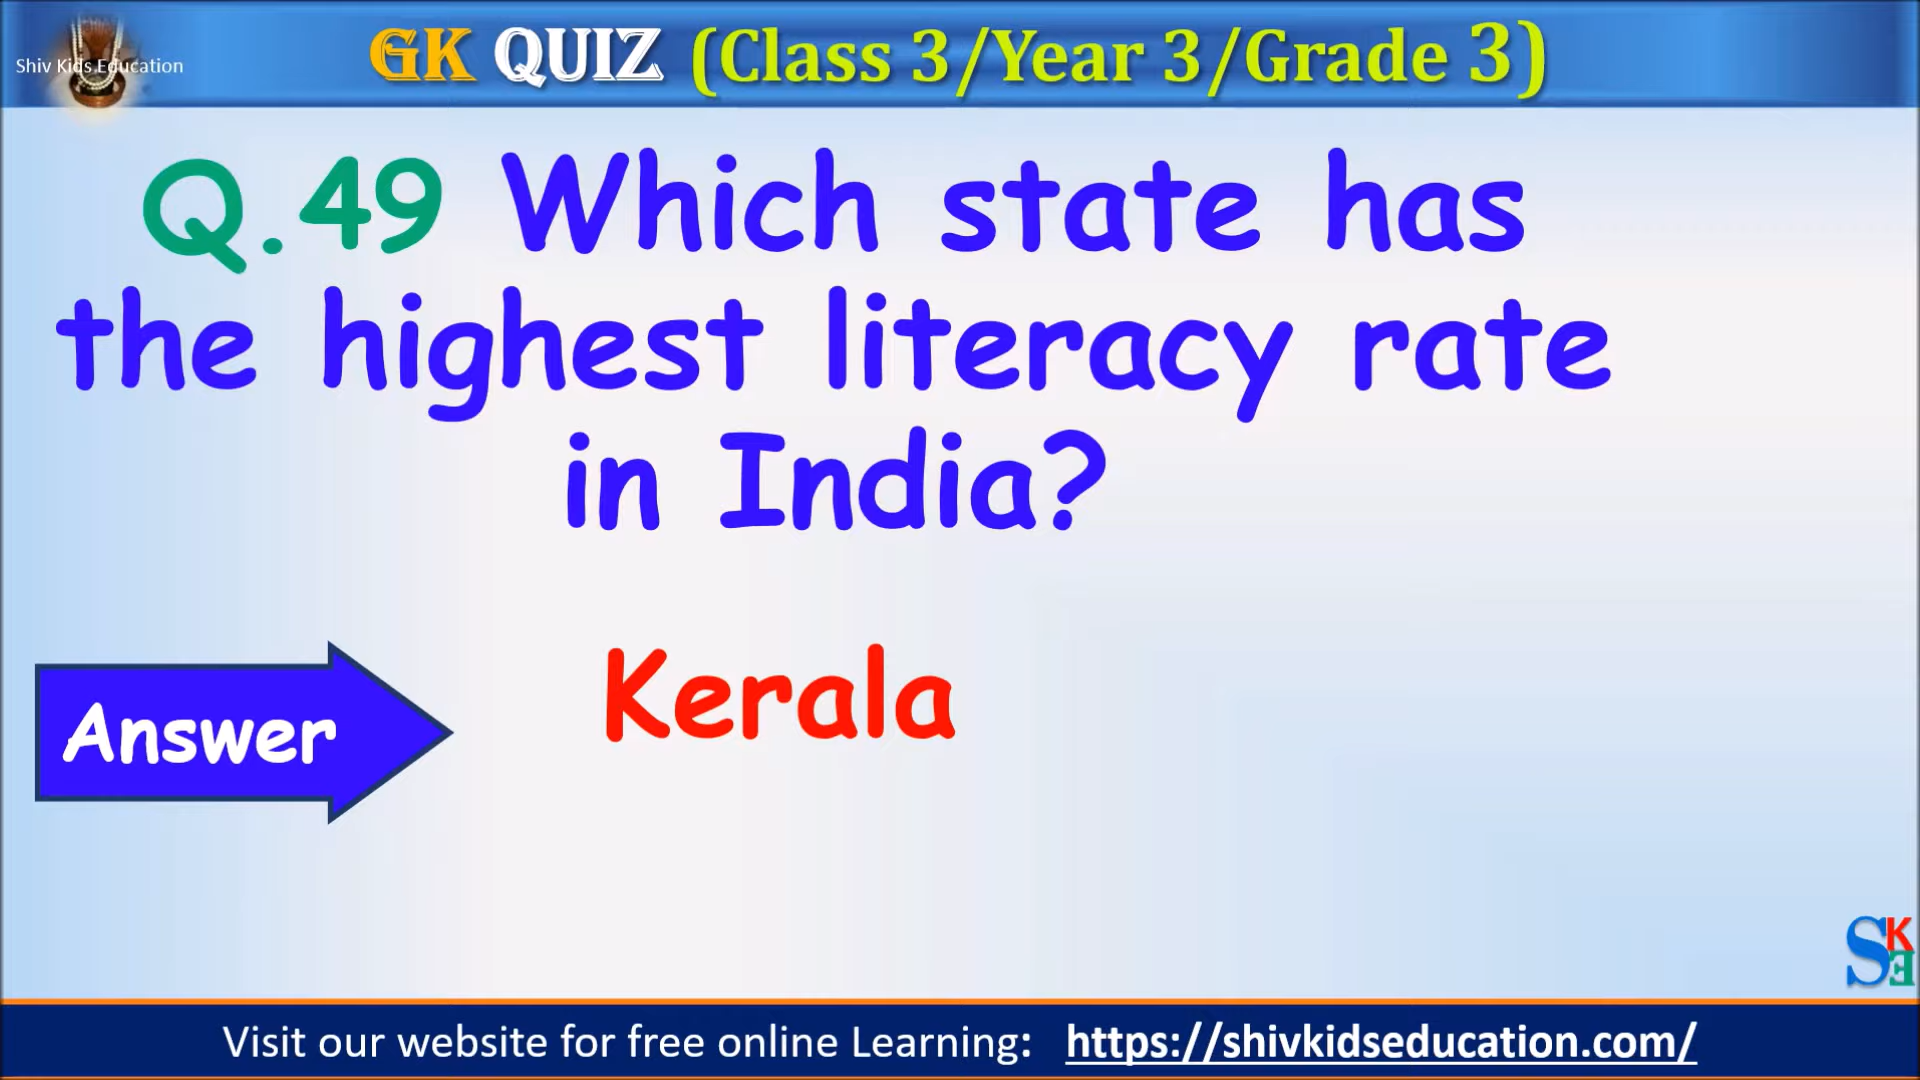 Shiv Kids Education
GK QUIZ (Class 3/Year 3/Grade 3)
Q.49 Which state has
the highest literacy rate
in India?
Answer
Kerala
SKE
Visit our website for free online Learning: https://shivkidseducation.com/